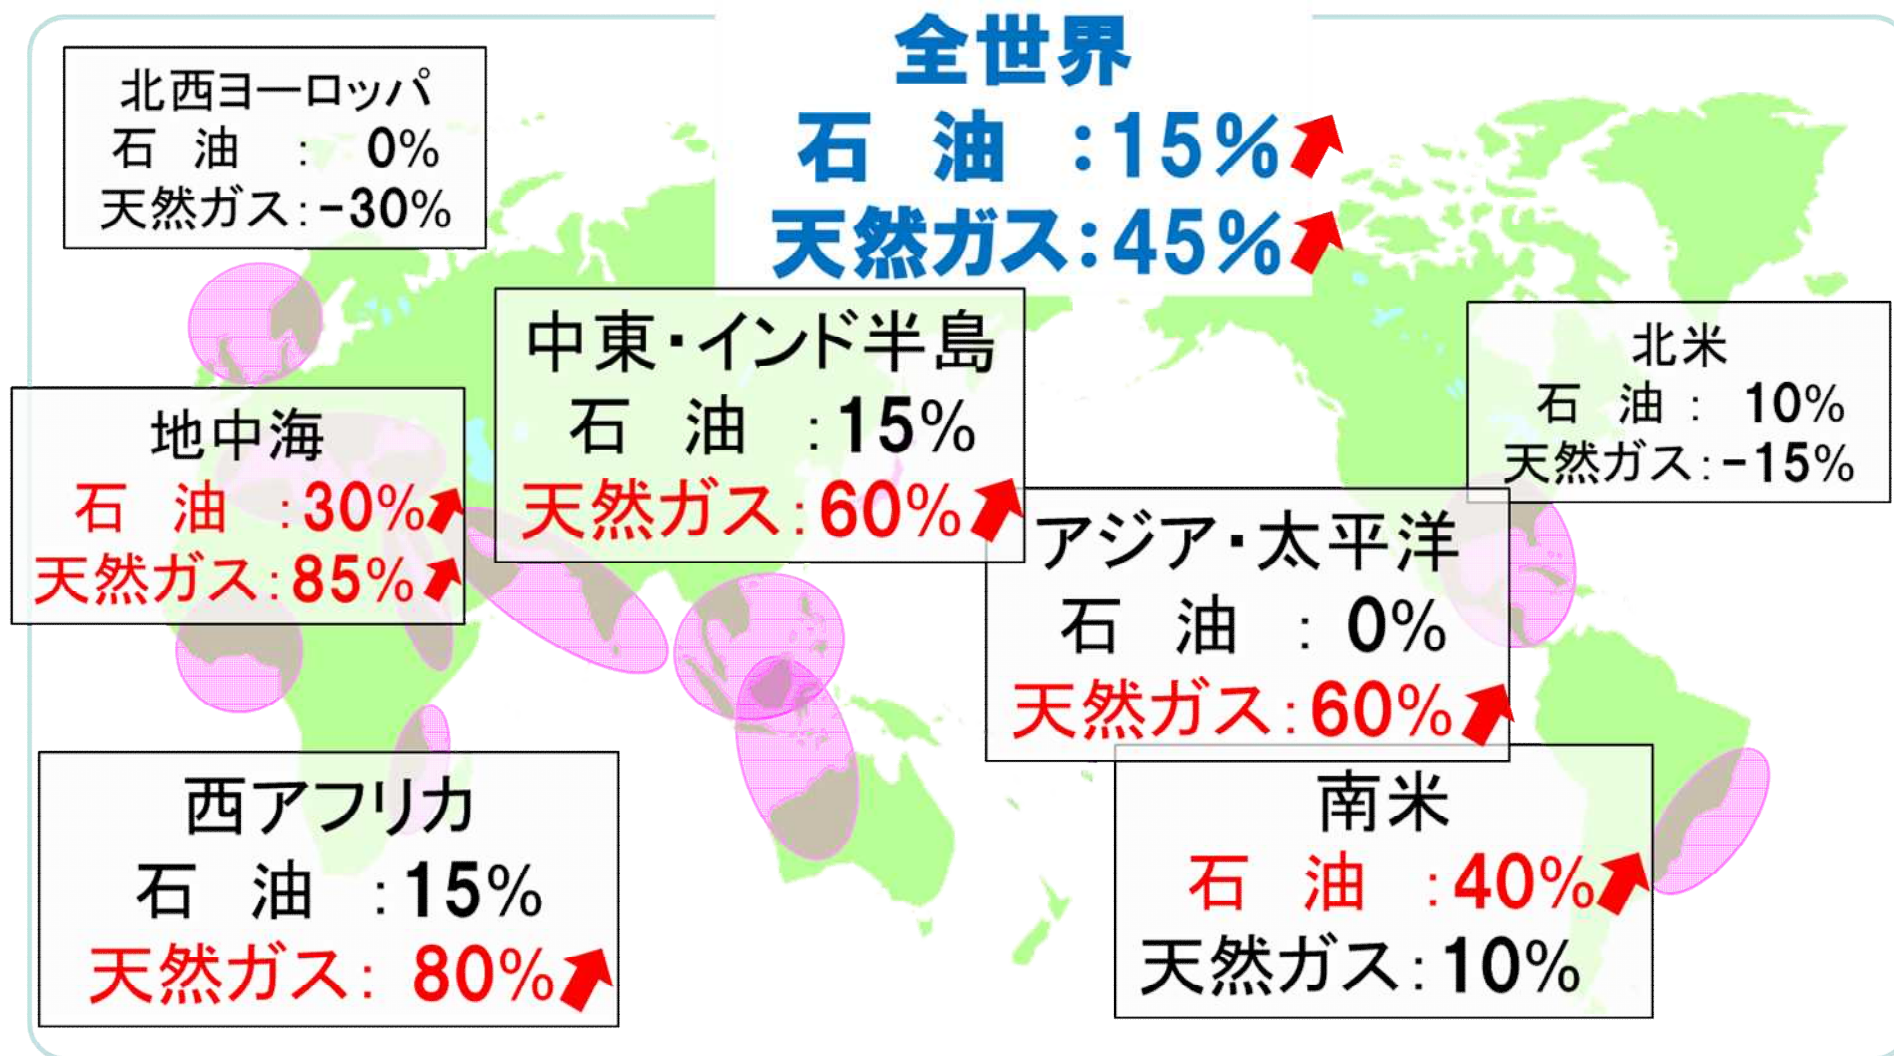 全世界
石 油 :15%
天然ガス:45%
北西ヨーロッパ
石 油 : 0%
天然ガス:-30%
中東・インド半島
石 油 :15%
天然ガス:60%
北米
石 油 : 10%
天然ガス:-15%
地中海
石 油 :30%
天然ガス:85%
アジア・太平洋
石 油 : 0%
天然ガス:60%
西アフリカ
石 油 :15%
天然ガス: 80%
南米
石 油 :40%
天然ガス:10%